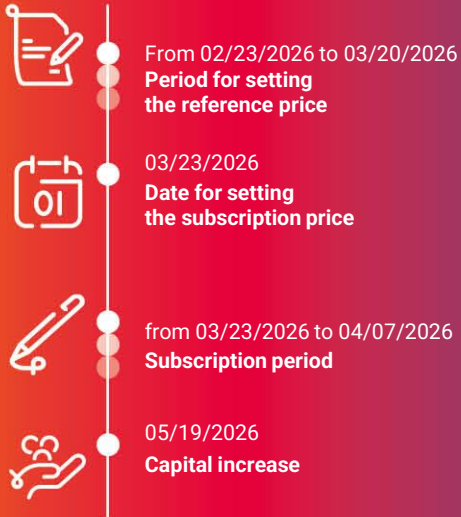 From 02/23/2026 to 03/20/2026
Period for setting
the reference price
01
03/23/2026
Date for setting
the subscription price
from 03/23/2026 to 04/07/2026
Subscription period
05/19/2026
Capital increase